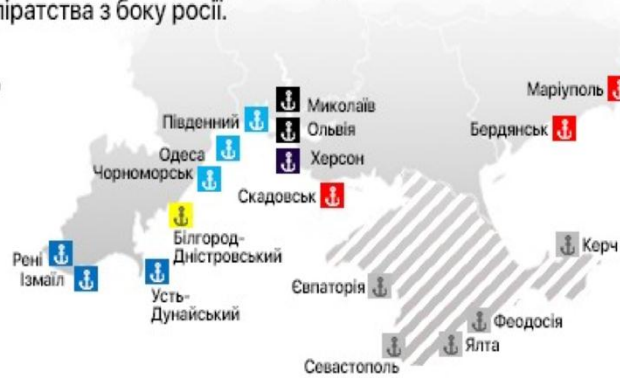 піратства з боку росії.
Маріуполь
Миколаїв
Південний
Ольвія
Бердянськ
Одеса
Херсон
Чорноморськ
Скадовськ
Білгород-
Дністровський
Керч
Рені
Ізмаїл
Євпаторія
Усть-
Дунайський
Феодосія
Ялта
Севастополь